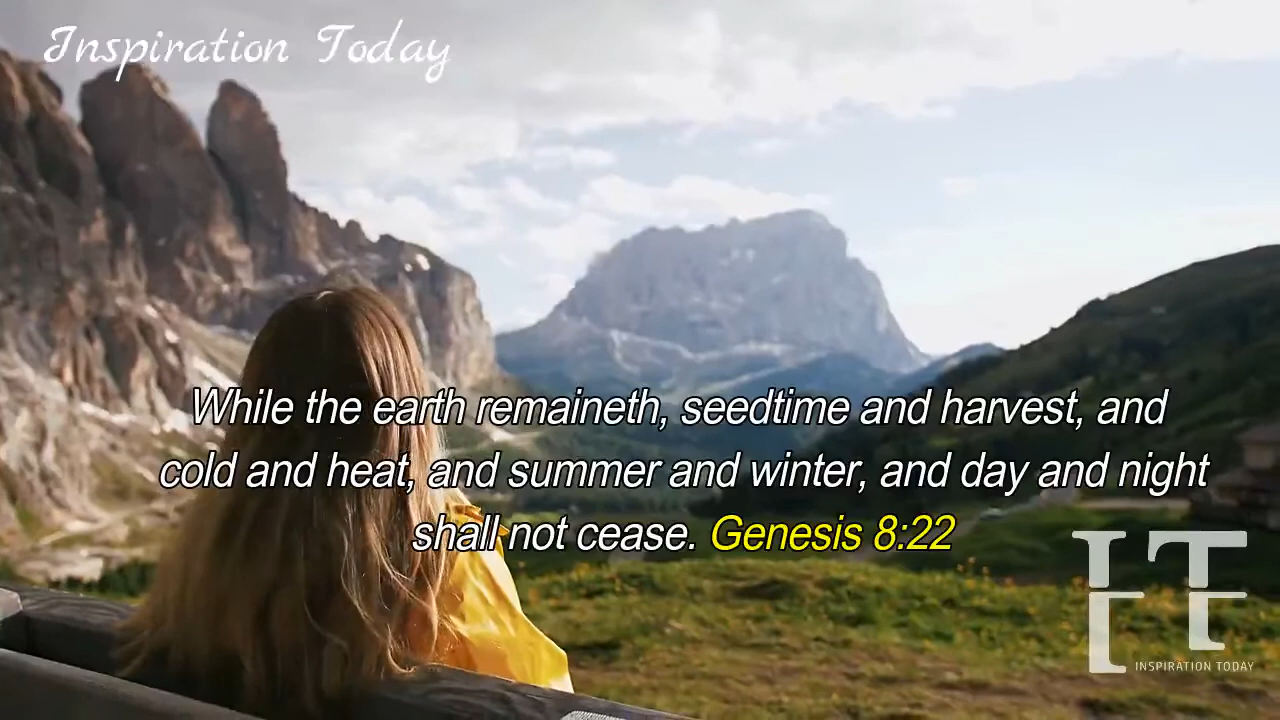 Inspiration Today
While the earth remaineth, seedtime and harvest, and
cold and heat, and summer and winter, and day and night
shall not cease. Genesis 8:22
IT
INSPIRATION TODAY